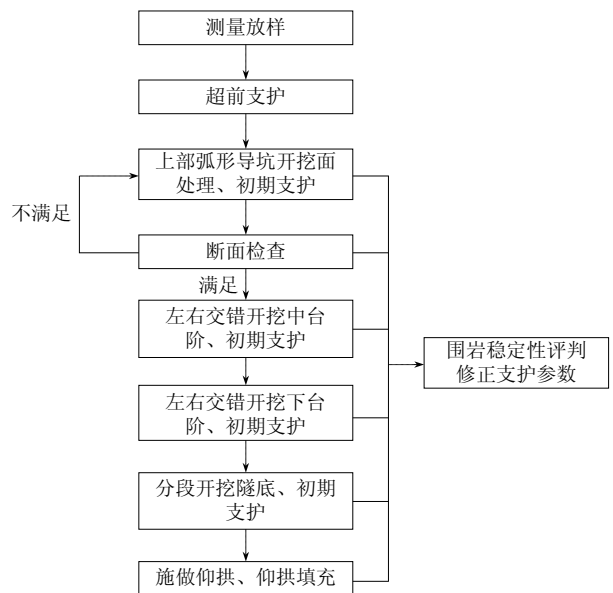 测量放样
超前支护
上部弧形导坑开挖面
处理、初期支护
不满足
断面检查
满足
左右交错开挖中台
阶、初期支护
围岩稳定性评判
修正支护参数
左右交错开挖下台
阶、初期支护
分段开挖隧底、初期
支护
施做仰拱、仰拱填充